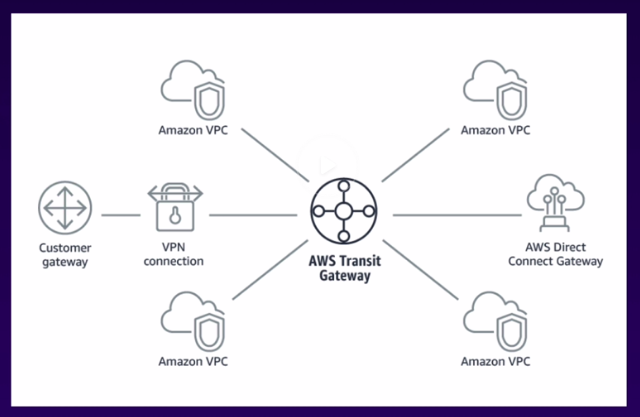 Amazon VPC
Amazon VPC
Customer
gateway
VPN
connection
AWS Transit
Gateway
AWS Direct
Connect Gateway
Amazon VPC
Amazon VPC